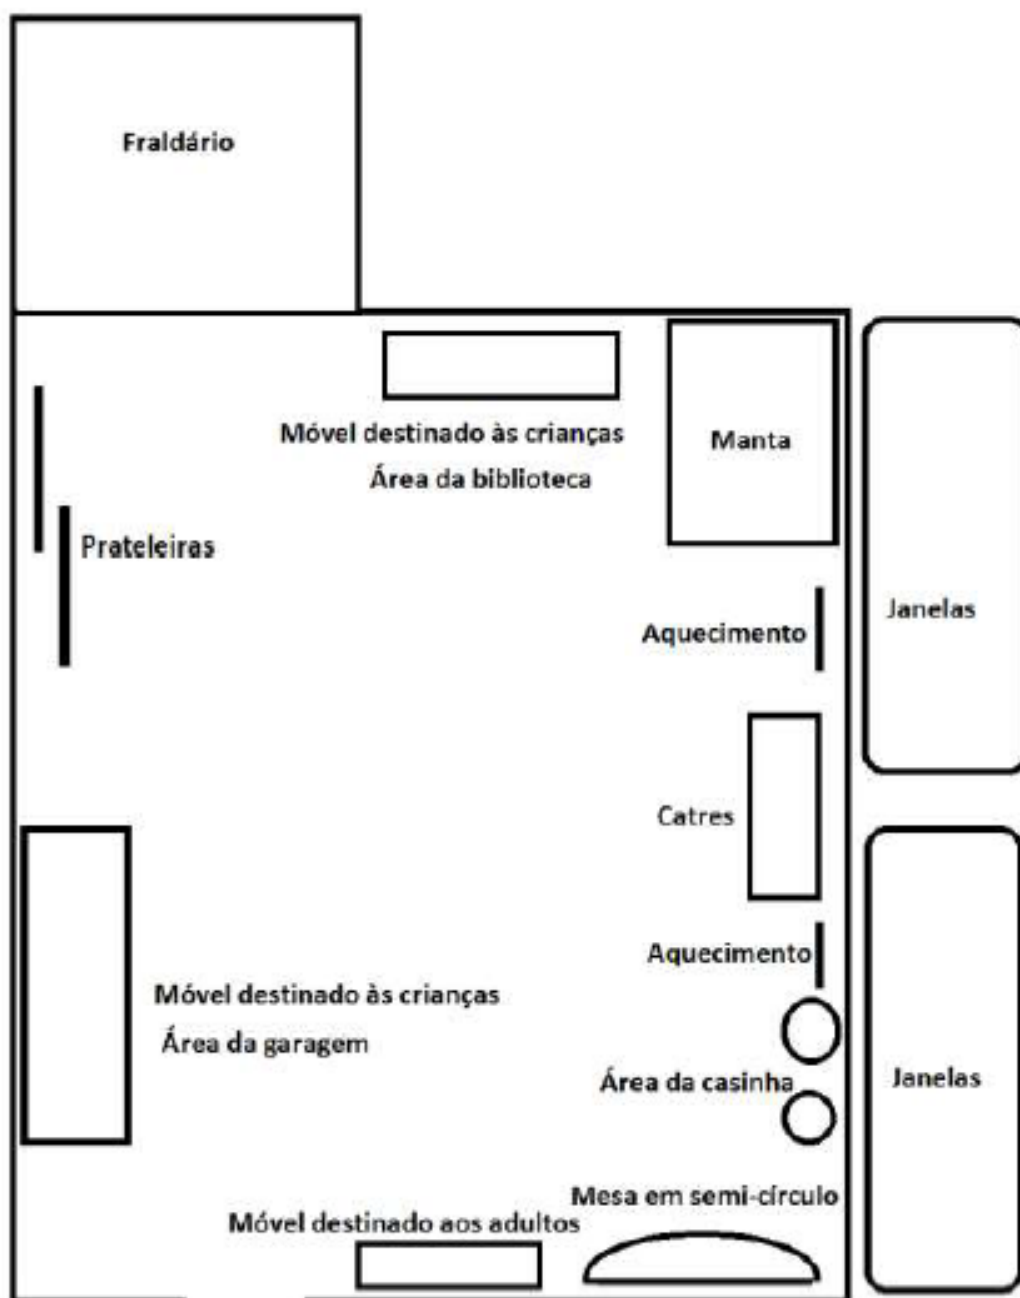 Fraldário
Móvel destinado às crianças
Área da biblioteca
Manta
Prateleiras
Aquecimento
Janelas
Catres
Aquecimento
Móvel destinado às crianças
Área da garagem
Área da casinha
Janelas
Mesa em semi-círculo
Móvel destinado aos adultos